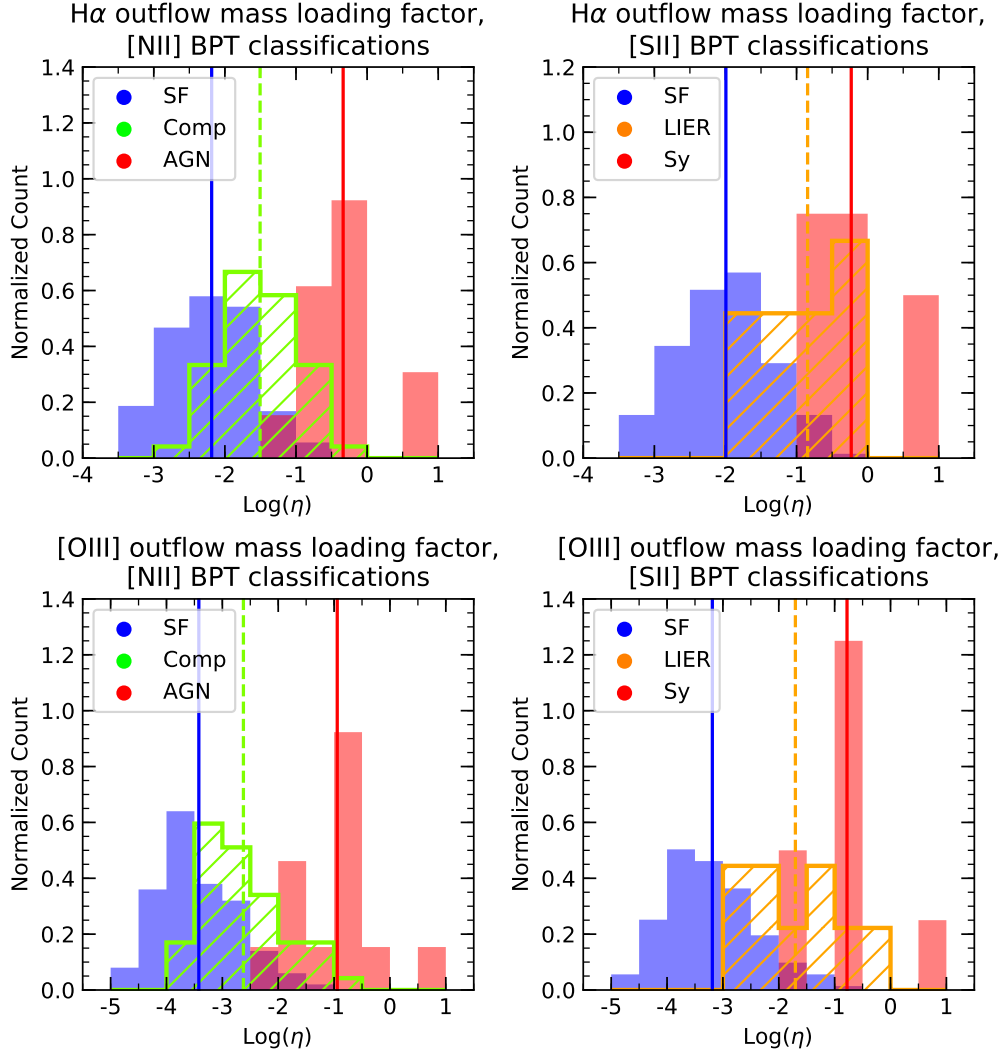 Hα outflow mass loading factor,
[NII] BPT classifications
Normalized Count
1.4
1.2
1.0
0.8
0.6
0.4
0.2
0.0
SF
Comp
AGN
-4 -3 -2 -1 0 1
Log(η)
Hα outflow mass loading factor,
[SII] BPT classifications
Normalized Count
1.2
1.0
0.8
0.6
0.4
0.2
0.0
SF
LIER
Sy
-4 -3 -2 -1 0 1
Log(η)
[OIII] outflow mass loading factor,
[NII] BPT classifications
Normalized Count
1.4
1.2
1.0
0.8
0.6
0.4
0.2
0.0
SF
Comp
AGN
-5 -4 -3 -2 -1 0 1
Log(η)
[OIII] outflow mass loading factor,
[SII] BPT classifications
Normalized Count
1.4
1.2
1.0
0.8
0.6
0.4
0.2
0.0
SF
LIER
Sy
-5 -4 -3 -2 -1 0 1
Log(η)